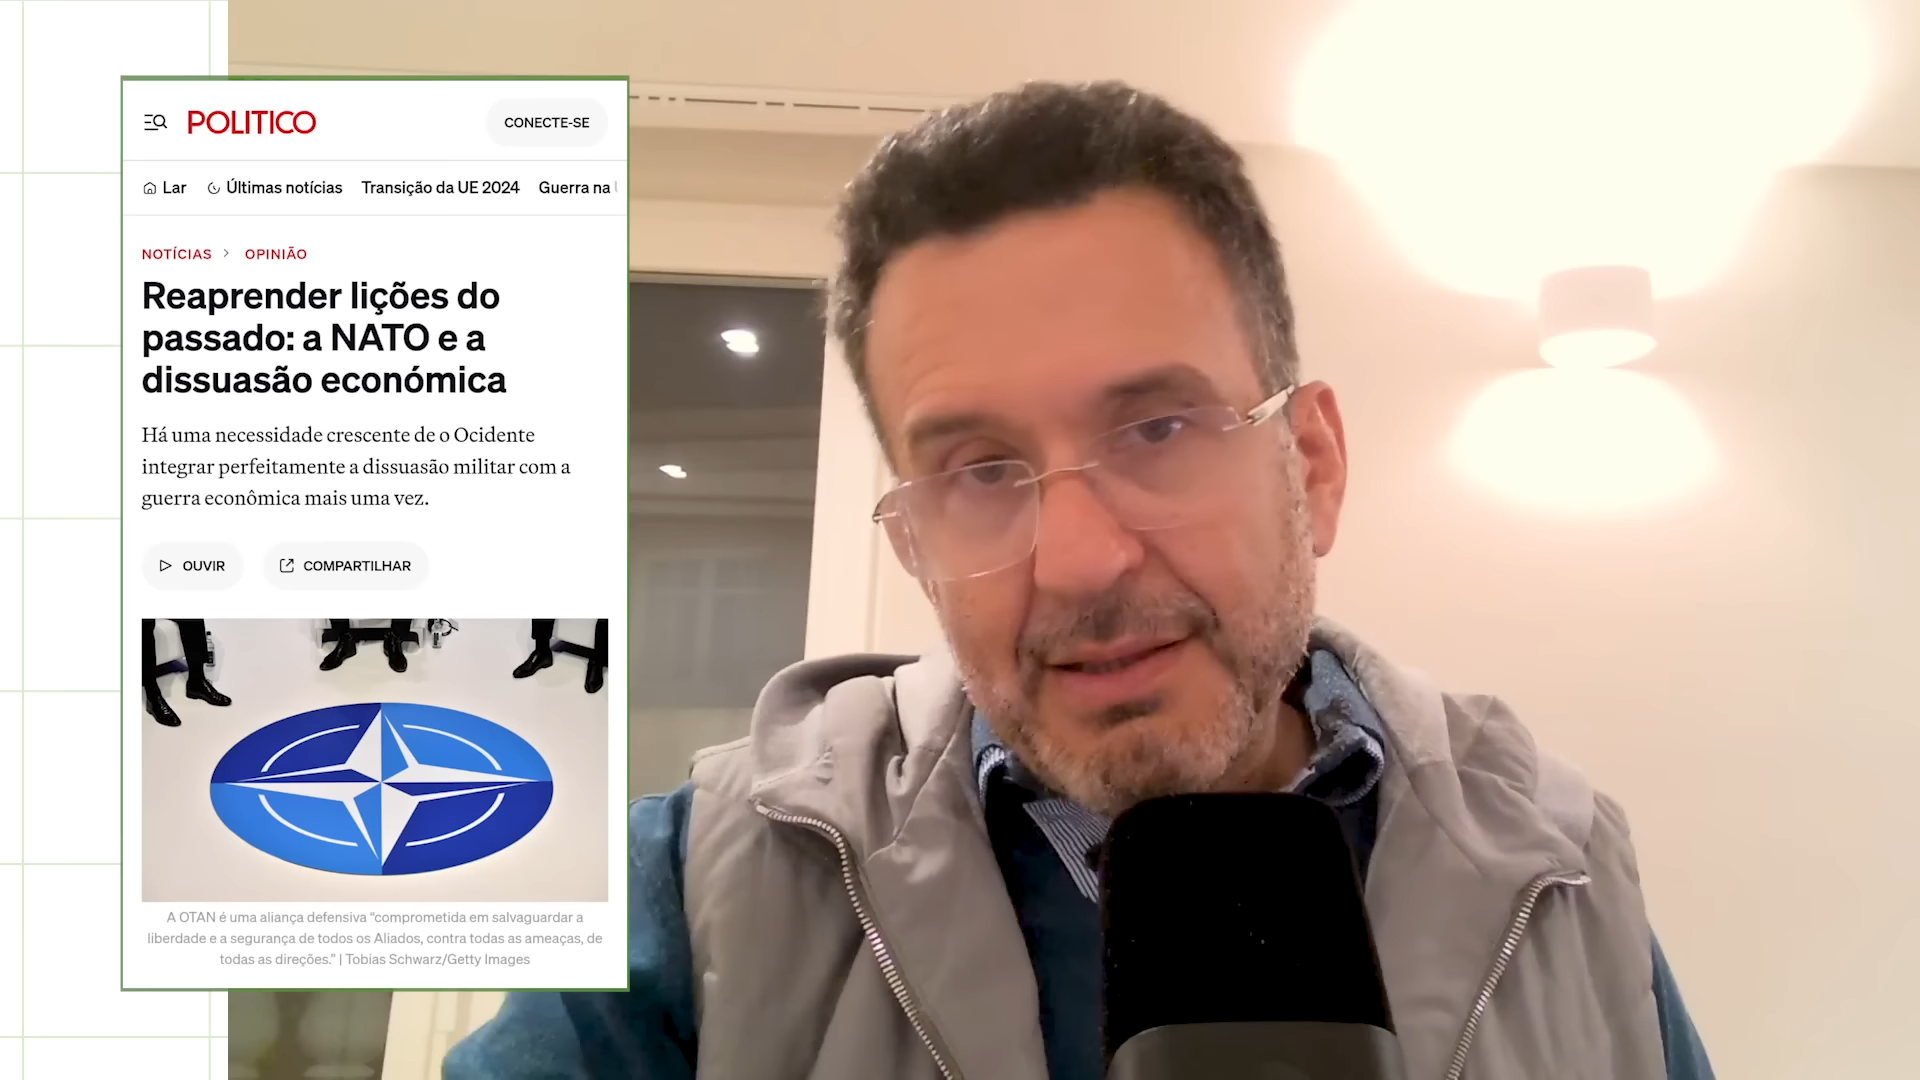 POLITICO
CONECTE-SE
Lar
Últimas notícias
Transição da UE 2024
Guerra na
NOTÍCIAS > OPINIÃO
Reaprender lições do
passado: a NATO e a
dissuasão económica
Há uma necessidade crescente de o Ocidente
integrar perfeitamente a dissuasão militar com a
guerra econômica mais uma vez.
OUVIR
COMPARTILHAR
A OTAN é uma aliança defensiva “comprometida em salvaguardar a
liberdade e a segurança de todos os Aliados, contra todas as ameaças, de
todas as direções.” | Tobias Schwarz/Getty Images